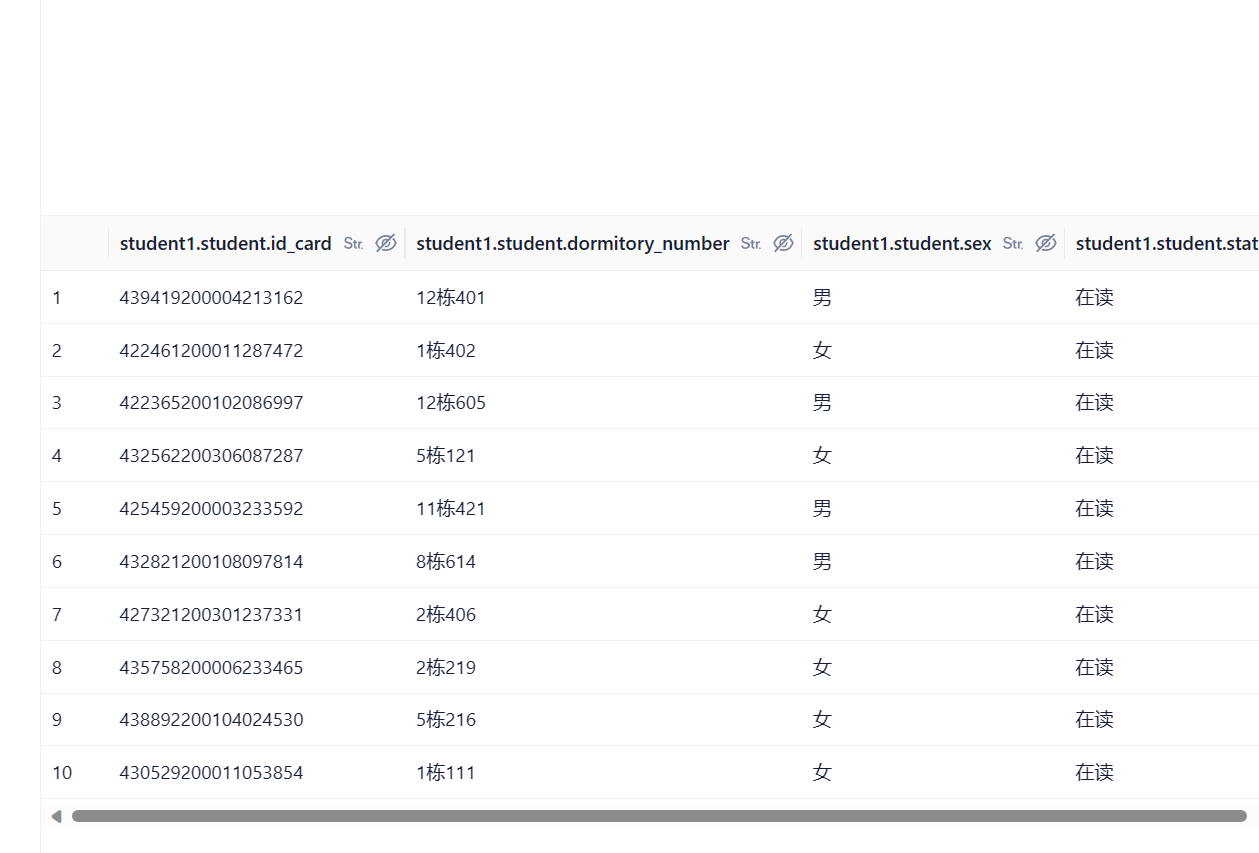 student1.student.id_card Str. student1.student.dormitory_number Str. student1.student.sex Str. student1.student.stat
1 439419200004213162 12栋401 男 在读
2 422461200011287472 1栋402 女 在读
3 422365200102086997 12栋605 男 在读
4 432562200306087287 5栋121 女 在读
5 425459200003233592 11栋421 男 在读
6 432821200108097814 8栋614 男 在读
7 427321200301237331 2栋406 女 在读
8 435758200006233465 2栋219 女 在读
9 438892200104024530 5栋216 女 在读
10 430529200011053854 1栋111 女 在读